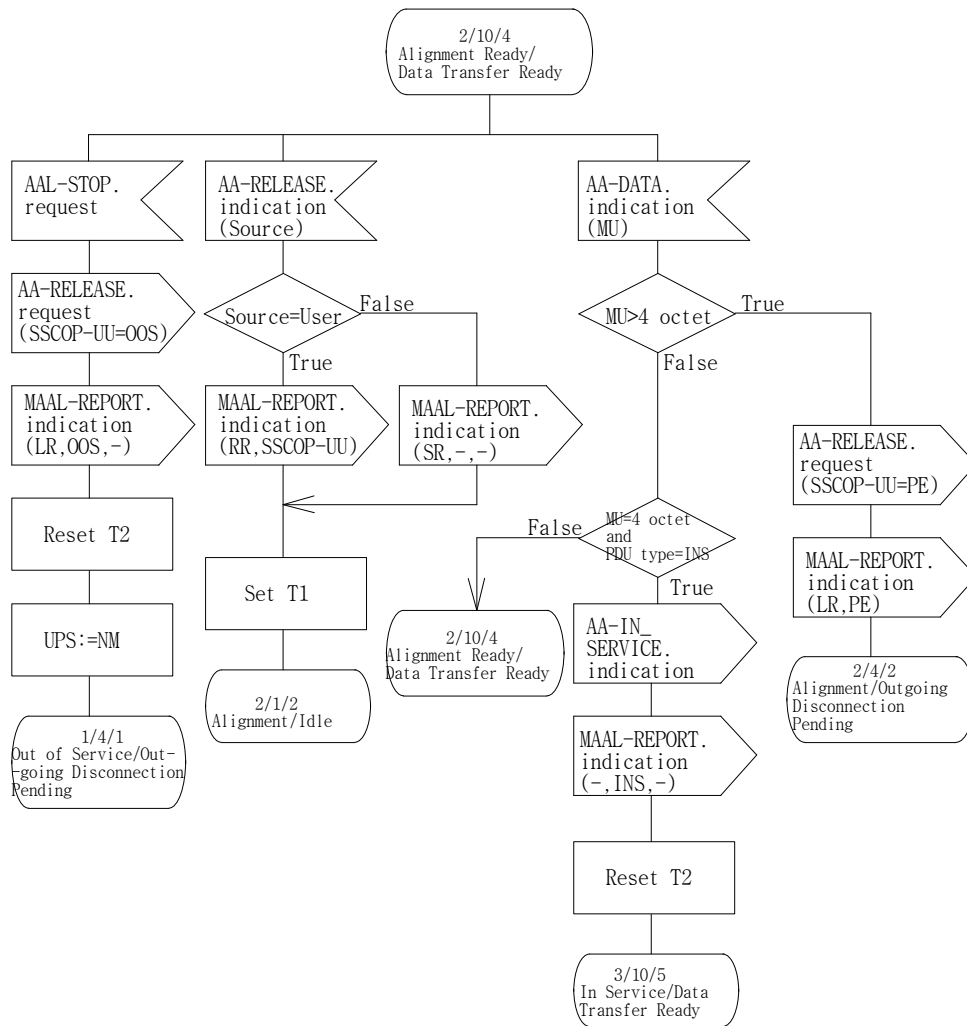 2/10/4
Alignment Ready/
Data Transfer Ready
AAL-STOP.
request
AA-RELEASE.
indication
(Source)
AA-DATA.
indication
(MU)
AA-RELEASE.
request
(SSCOP-UU=OOS)
Source=User
False
True
MU>4 octet
True
False
MAAL-REPORT.
indication
(LR,OOS,-)
MAAL-REPORT.
indication
(RR,SSCOP-UU)
MAAL-REPORT.
indication
(SR,-,-)
AA-RELEASE.
request
(SSCOP-UU=PE)
Reset T2
Set T1
False
MU=4 octet
and
PDU type=INS
True
MAAL-REPORT.
indication
(LR,PE)
UPS:=NM
2/10/4
Alignment Ready/
Data Transfer Ready
AA-IN_
SERVICE.
indication
2/4/2
Alignment/Outgoing
Disconnection
Pending
2/1/2
Alignment/Idle
1/4/1
Out of Service/Out-
-going Disconnection
Pending
MAAL-REPORT.
indication
(-,INS,-)
Reset T2
3/10/5
In Service/Data
Transfer Ready